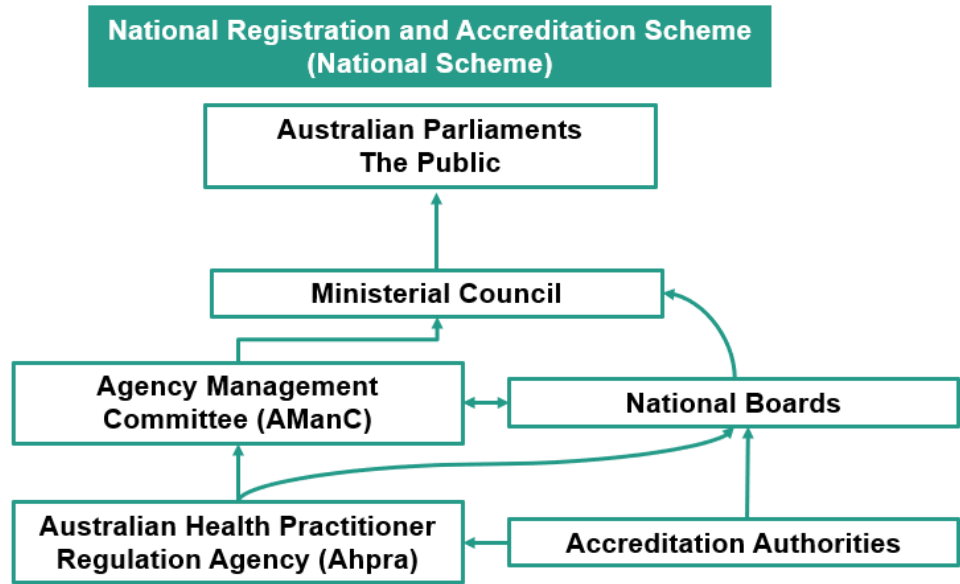 National Registration and Accreditation Scheme
(National Scheme)
Australian Parliaments
The Public
Ministerial Council
Agency Management
Committee (AManC)
National Boards
Australian Health Practitioner
Regulation Agency (Ahpra)
Accreditation Authorities